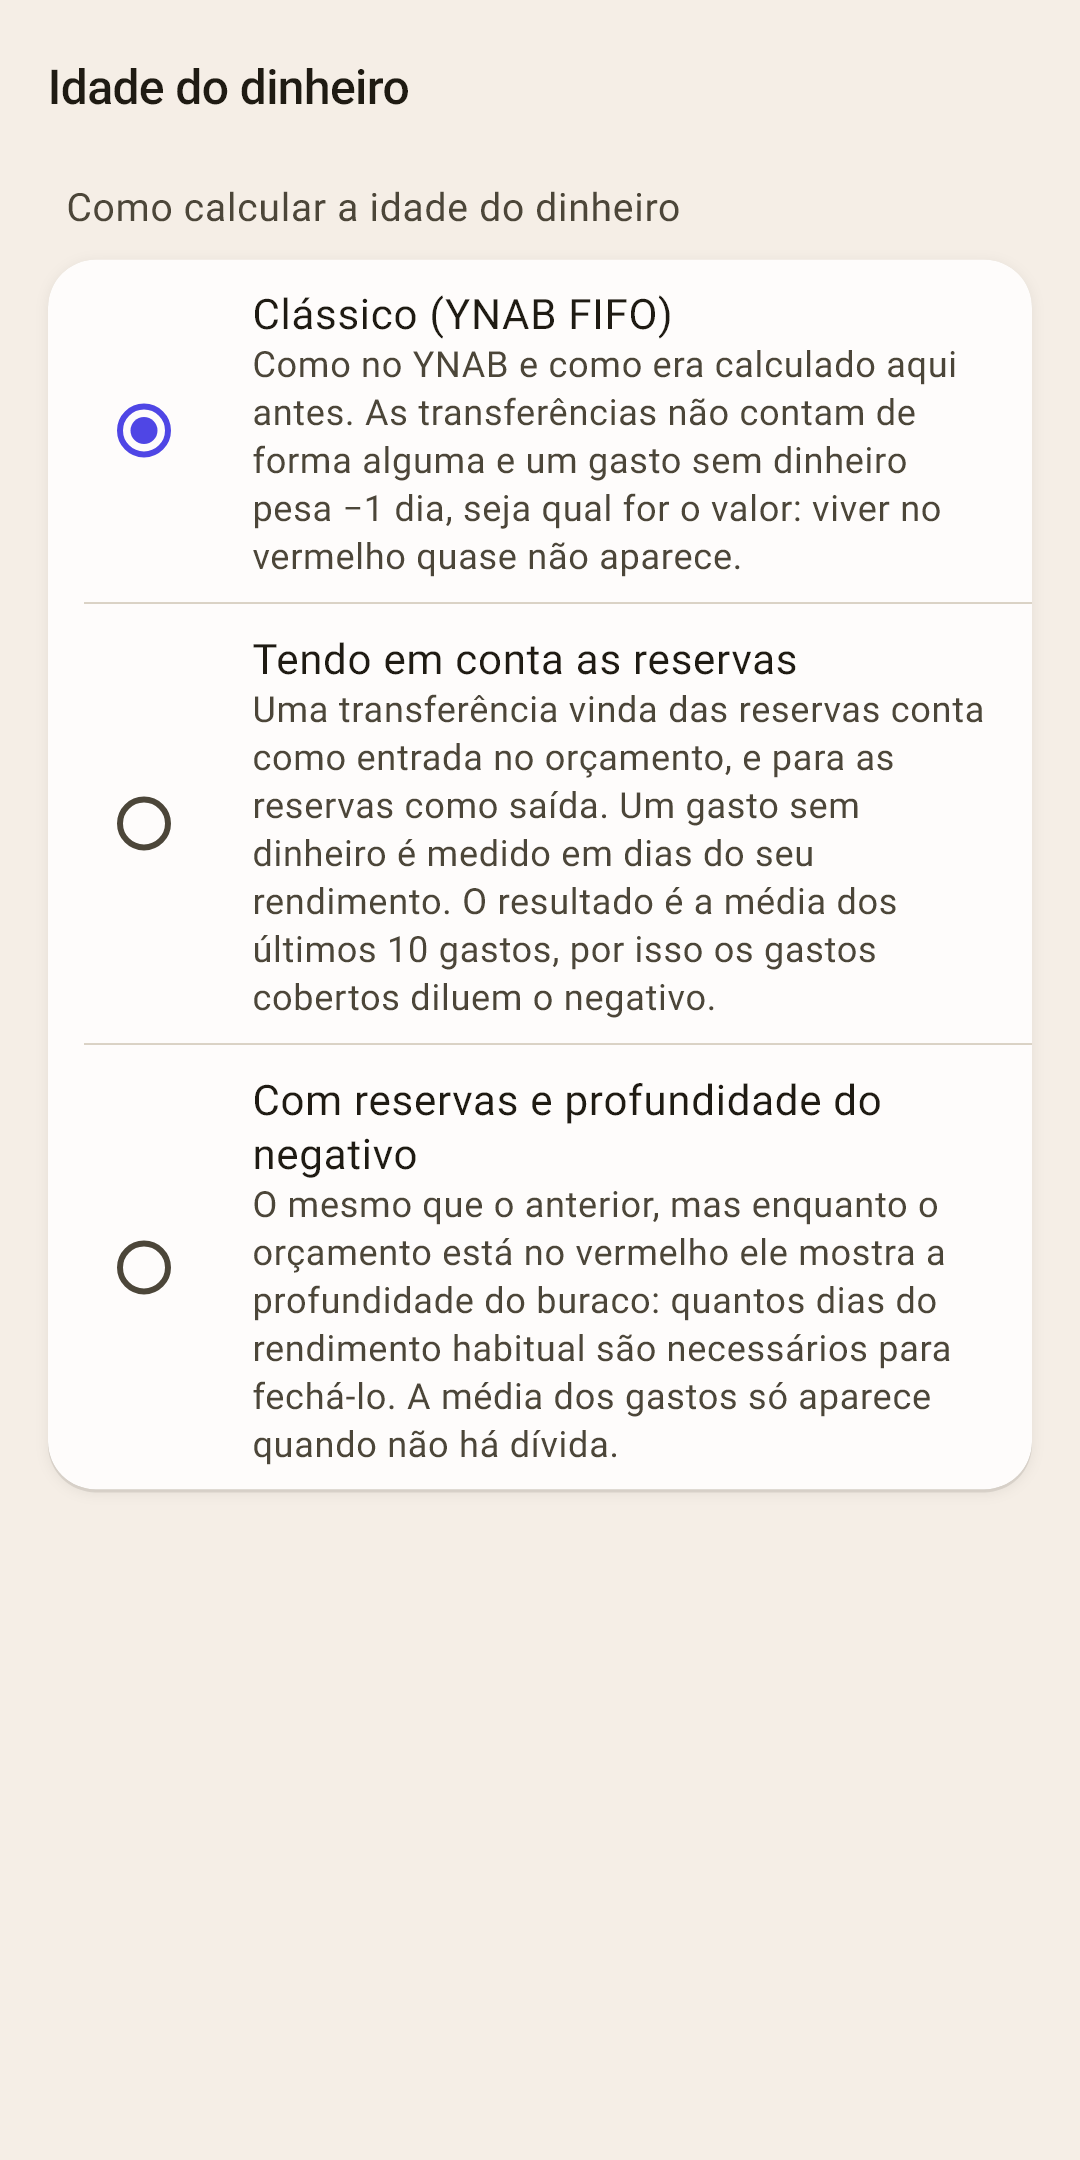 Idade do dinheiro
Como calcular a idade do dinheiro
Clássico (YNAB FIFO)
Como no YNAB e como era calculado aqui
antes. As transferências não contam de
forma alguma e um gasto sem dinheiro
pesa −1 dia, seja qual for o valor: viver no
vermelho quase não aparece.
Tendo em conta as reservas
Uma transferência vinda das reservas conta
como entrada no orçamento, e para as
reservas como saída. Um gasto sem
dinheiro é medido em dias do seu
rendimento. O resultado é a média dos
últimos 10 gastos, por isso os gastos
cobertos diluem o negativo.
Com reservas e profundidade do
negativo
O mesmo que o anterior, mas enquanto o
orçamento está no vermelho ele mostra a
profundidade do buraco: quantos dias do
rendimento habitual são necessários para
fechá-lo. A média dos gastos só aparece
quando não há dívida.